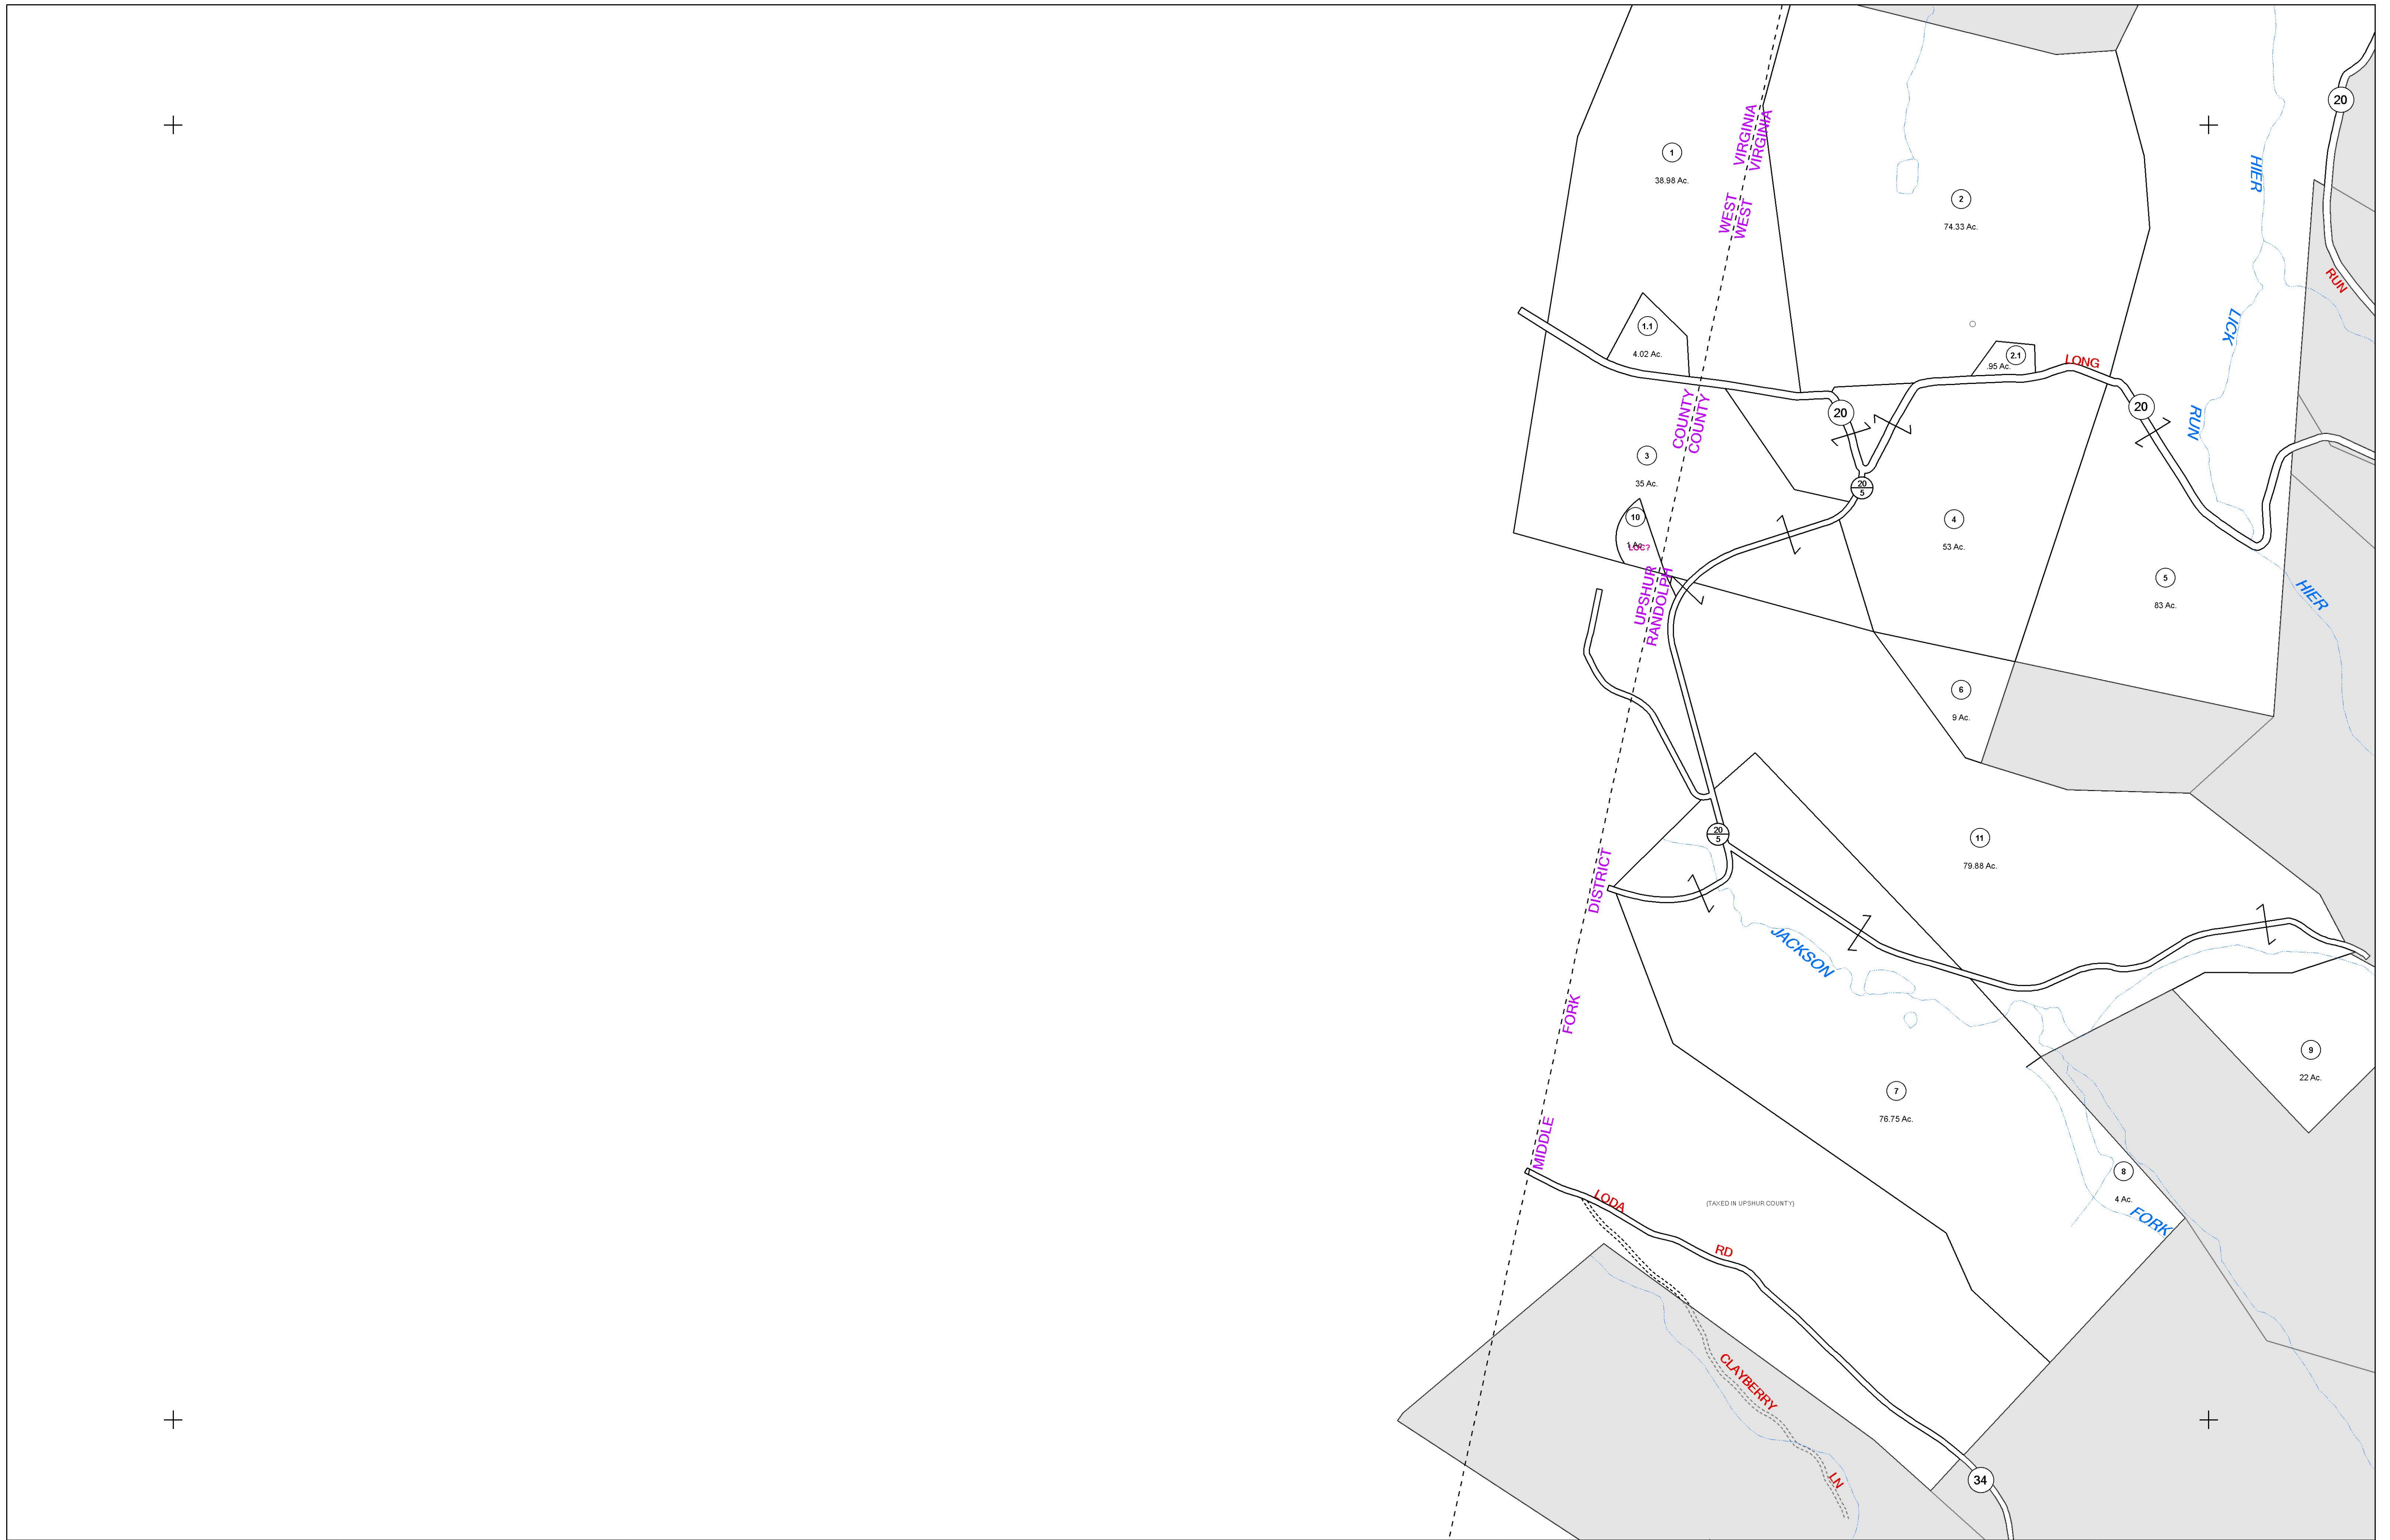 20
HIER
VIRGINIA
VIRGINIA
1
38.98 Ac.
2
74.33 Ac.
WEST
WEST
RUN
LICK
1.1
4.02 Ac.
2.1
.95 Ac.
LONG
20
20
RUN
COUNTY
COUNTY
3
35 Ac.
20
5
10
1 Ac.
LOC?
4
53 Ac.
5
83 Ac.
HIER
UPSHUR
RANDOLPH
6
9 Ac.
20
5
11
79.88 Ac.
DISTRICT
JACKSON
FORK
9
22 Ac.
7
76.75 Ac.
MIDDLE
8
4 Ac.
FORK
LODA
(TAXED IN UPSHUR COUNTY)
RD
CLAYBERRY
LN
34